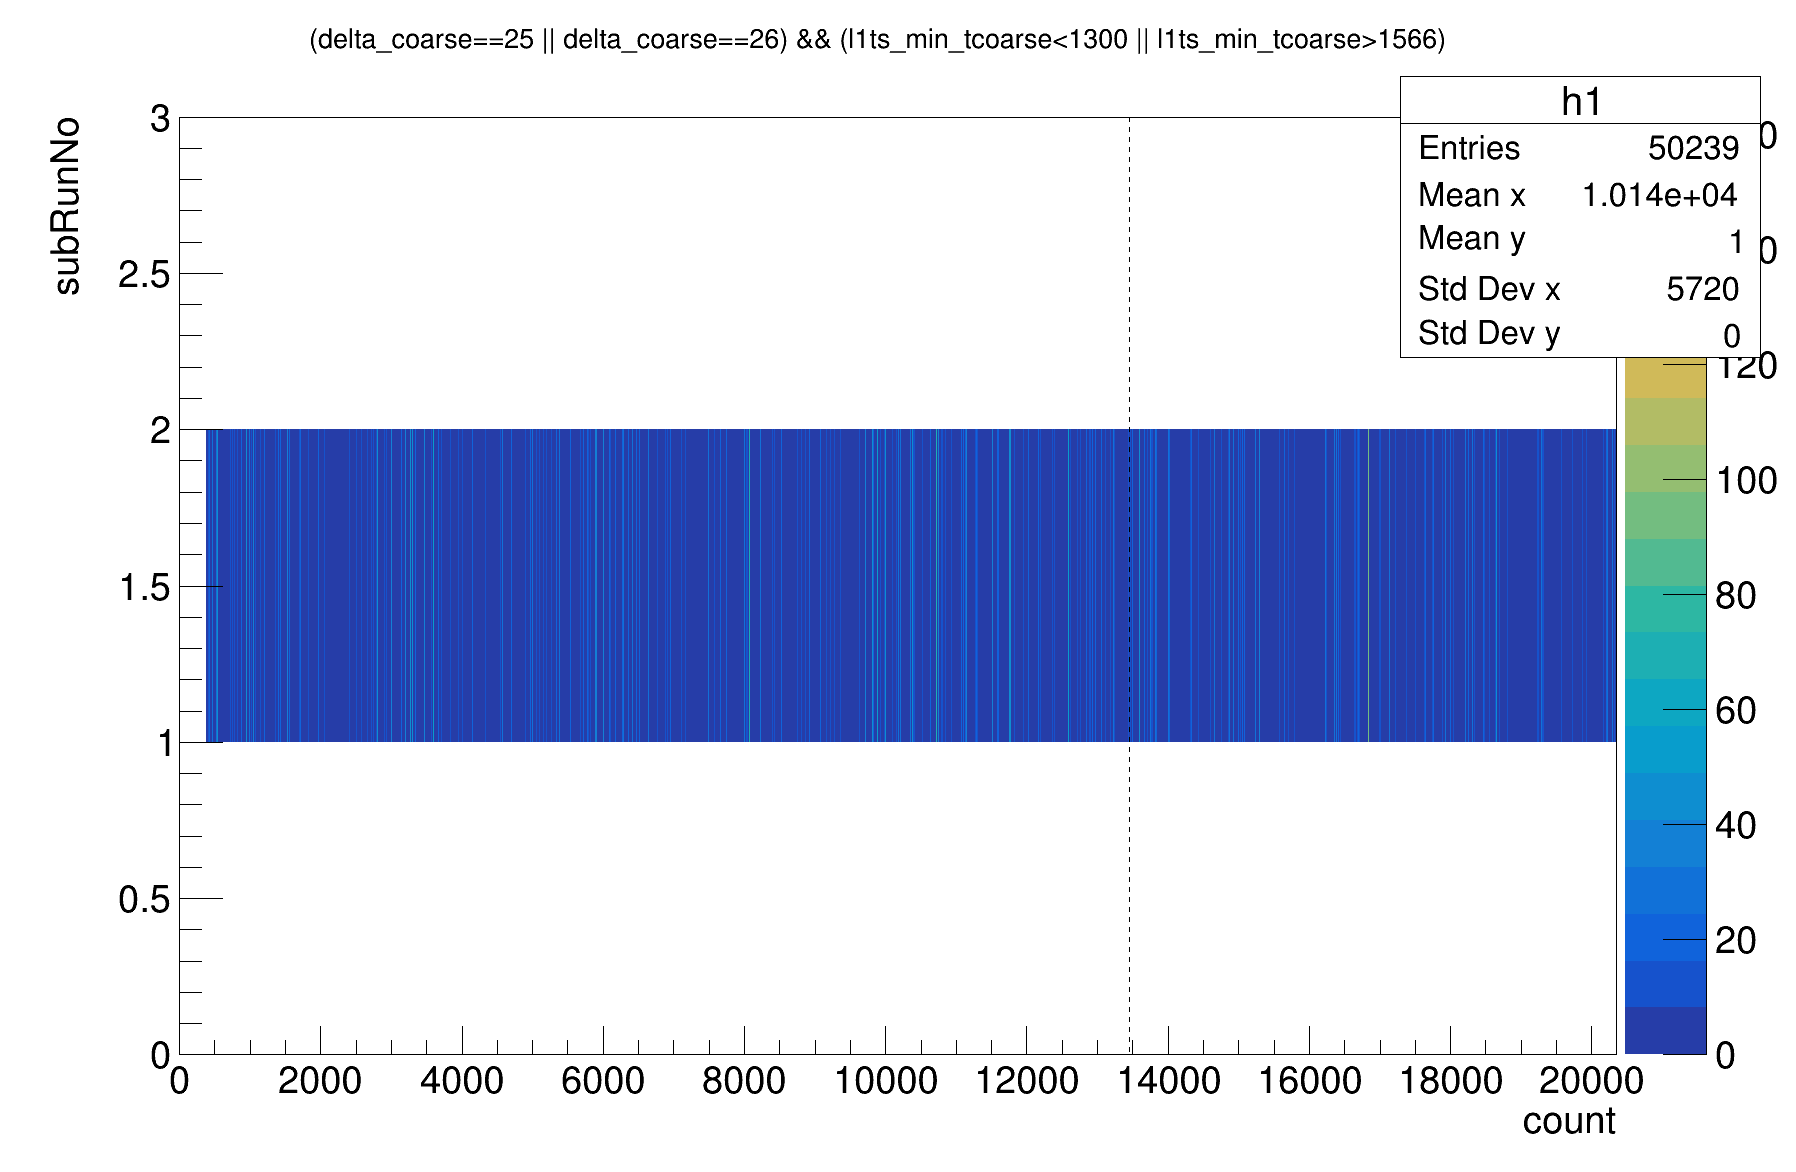 (delta_coarse==25 || delta_coarse==26) && (l1ts_min_tcoarse<1300 || l1ts_min_tcoarse>1566)
h1
Entries 50239
Mean x 1.014e+04
Mean y 1
Std Dev x 5720
Std Dev y 0
subRunNo
3
2.5
2
1.5
1
0.5
0
0 2000 4000 6000 8000 10000 12000 14000 16000 18000 20000
count
0
0
120
100
80
60
40
20
0